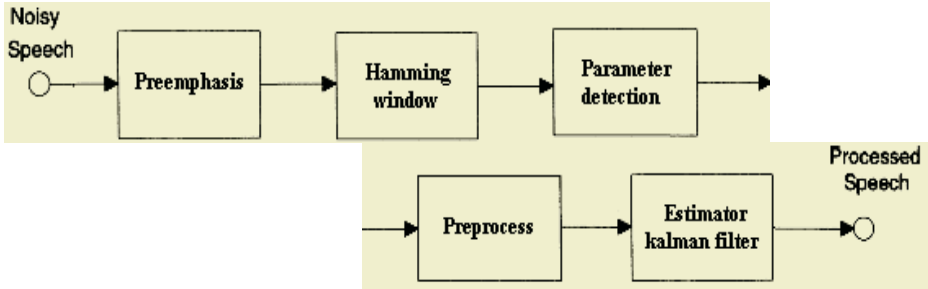 Noisy
Speech
Preemphasis
Hamming
window
Parameter
detection
Preprocess
Estimator
kalman filter
Processed
Speech